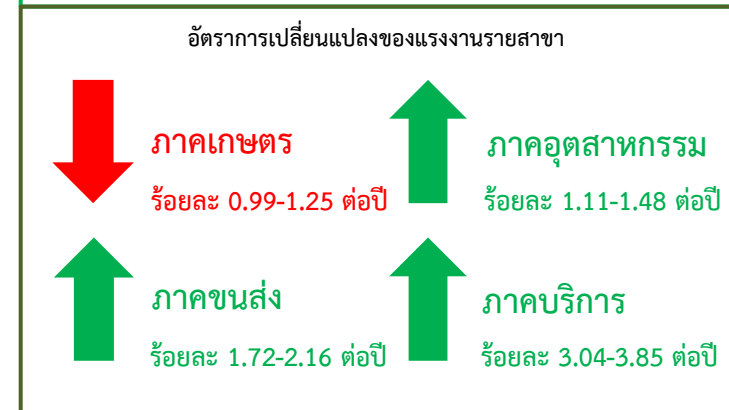 อัตราการเปลี่ยนแปลงของแรงงานรายสาขา
ภาคเกษตร
ร้อยละ 0.99-1.25 ต่อปี
ภาคอุตสาหกรรม
ร้อยละ 1.11-1.48 ต่อปี
ภาคขนส่ง
ร้อยละ 1.72-2.16 ต่อปี
ภาคบริการ
ร้อยละ 3.04-3.85 ต่อปี